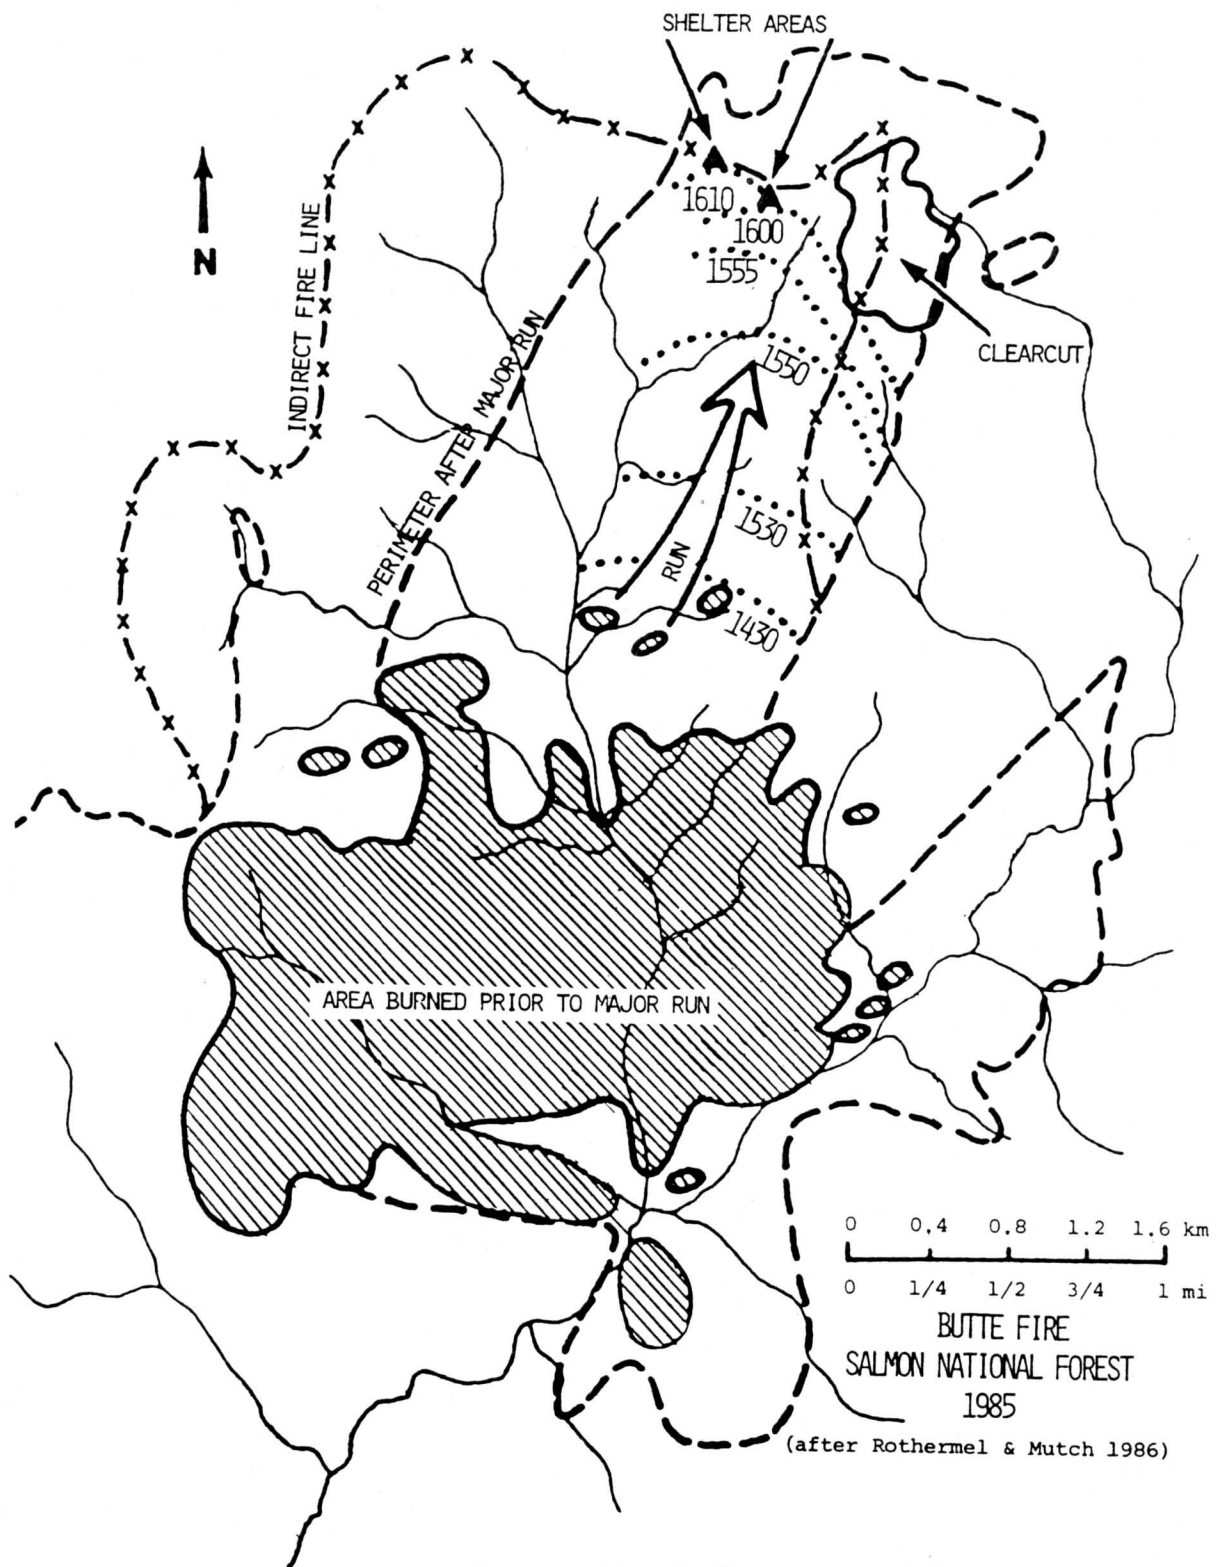 SHELTER AREAS
N
INDIRECT FIRE LINE
PERIMETER AFTER MAJOR RUN
1610
1600
1555
1550
CLEARCUT
1530
RUN
1430
AREA BURNED PRIOR TO MAJOR RUN
0 0.4 0.8 1.2 1.6 km
0 1/4 1/2 3/4 1 mi
BUTTE FIRE
SALMON NATIONAL FOREST
1985
(after Rothermel & Mutch 1986)